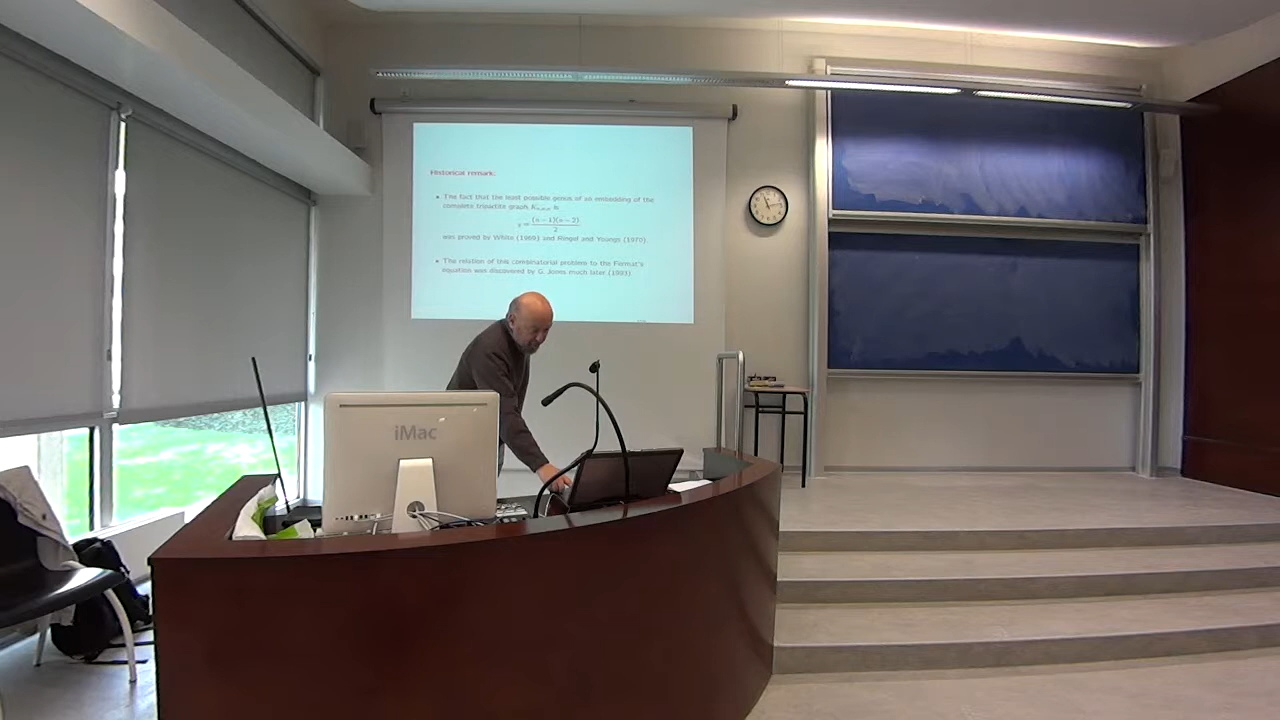 Historical remark:
• The fact that the least possible genus of an embedding of the
complete tripartite graph Kn,n,n is
g = (n − 1)(n − 2)
2
was proved by White (1969) and Ringel and Youngs (1970).
• The relation of this combinatorial problem to the Fermat's
equation was discovered by G. Jones much later (1993)
iMac